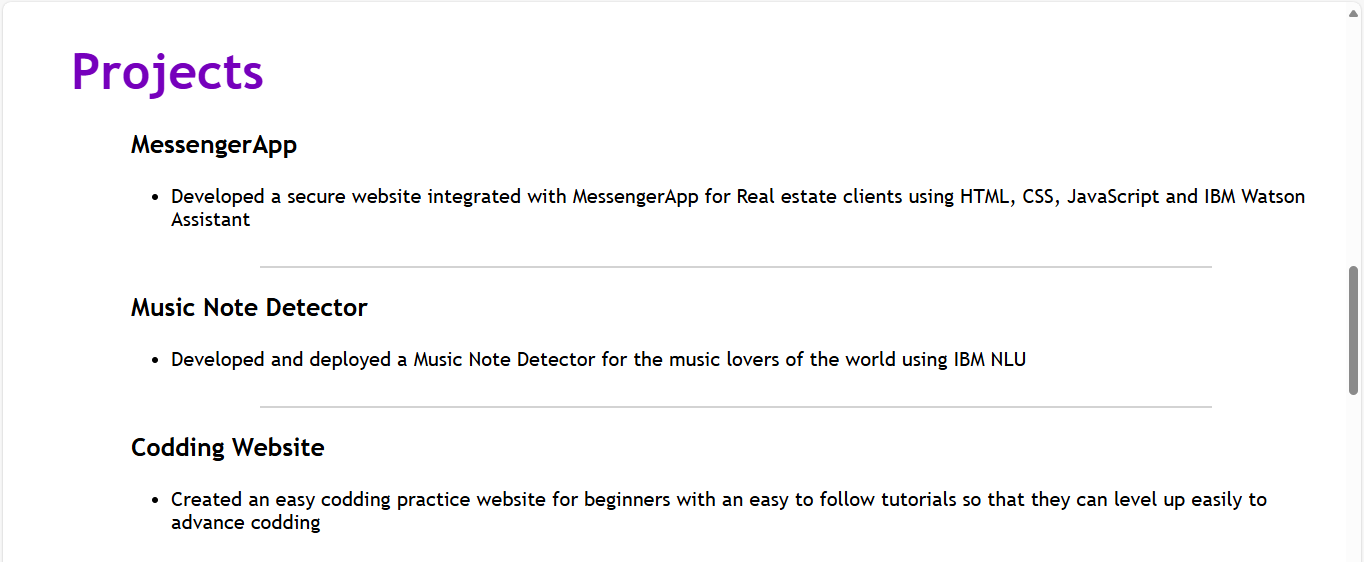 Projects
MessengerApp
• Developed a secure website integrated with MessengerApp for Real estate clients using HTML, CSS, JavaScript and IBM Watson
Assistant
Music Note Detector
• Developed and deployed a Music Note Detector for the music lovers of the world using IBM NLU
Codding Website
• Created an easy codding practice website for beginners with an easy to follow tutorials so that they can level up easily to
advance codding